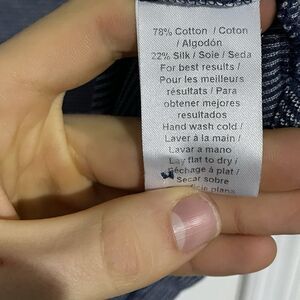 78% Cotton / Coton
/ Algodón
22% Silk / Soie / Seda
For best results /
Pour les meilleurs
résultats / Para
obtener mejores
resultados
Hand wash cold /
Laver à la main /
Lavar a mano
Lay flat to dry /
Séchage à plat /
Secar sobre
plana